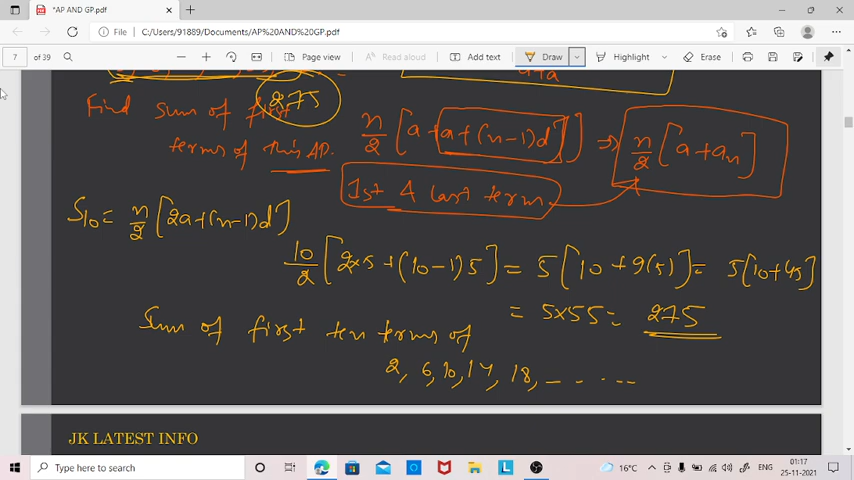 *AP AND GP.pdf
File
C:/Users/91889/Documents/AP%20AND%20GP.pdf
7 of 39 Page view Read aloud Add text Draw Highlight Erase
275
Find sum of first
terms of this AP.
n/2 [a+a+(n-1)d] ⇒ n/2 [a+an]
1st & last term
S10 = n/2 [2a+(n-1)d]
10/2 [2×5+(10-1)5] = 5[10+9(5)] = 5[10+45]
= 5×55 = 275
Sum of first ten terms of
2, 6, 10, 14, 18, - - ....
JK LATEST INFO
Type here to search
16°C ENG 01:17
25-11-2021